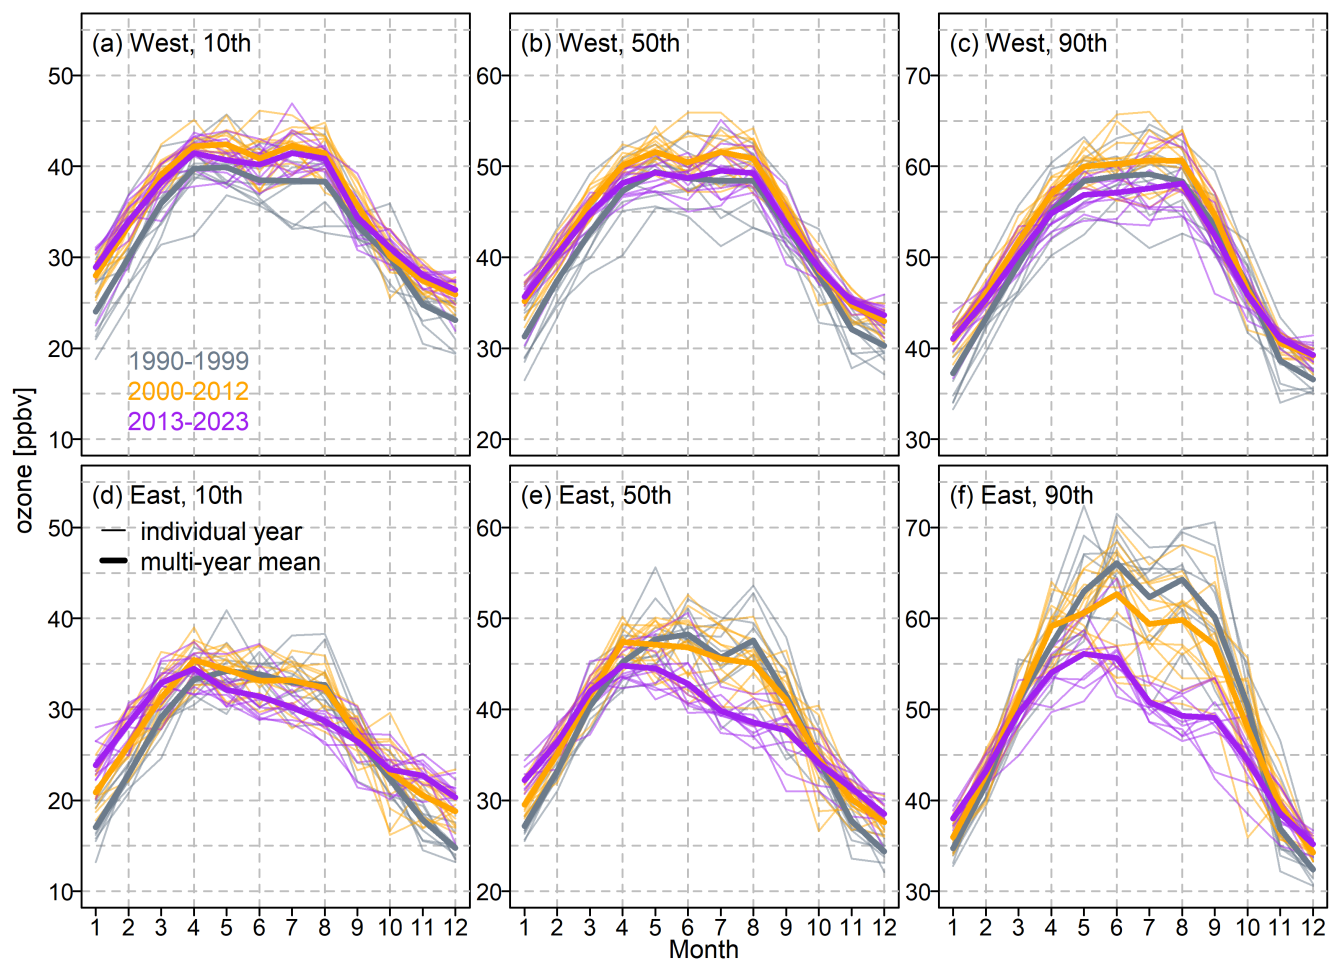 (a) West, 10th
(b) West, 50th
(c) West, 90th
50
40
30
20
10
60
50
40
30
20
70
60
50
40
30
1990-1999
2000-2012
2013-2023
ozone [ppbv]
(d) East, 10th
(e) East, 50th
(f) East, 90th
individual year
multi-year mean
50
40
30
20
10
60
50
40
30
20
70
60
50
40
30
1 2 3 4 5 6 7 8 9 10 11 12
1 2 3 4 5 6 7 8 9 10 11 12
1 2 3 4 5 6 7 8 9 10 11 12
Month